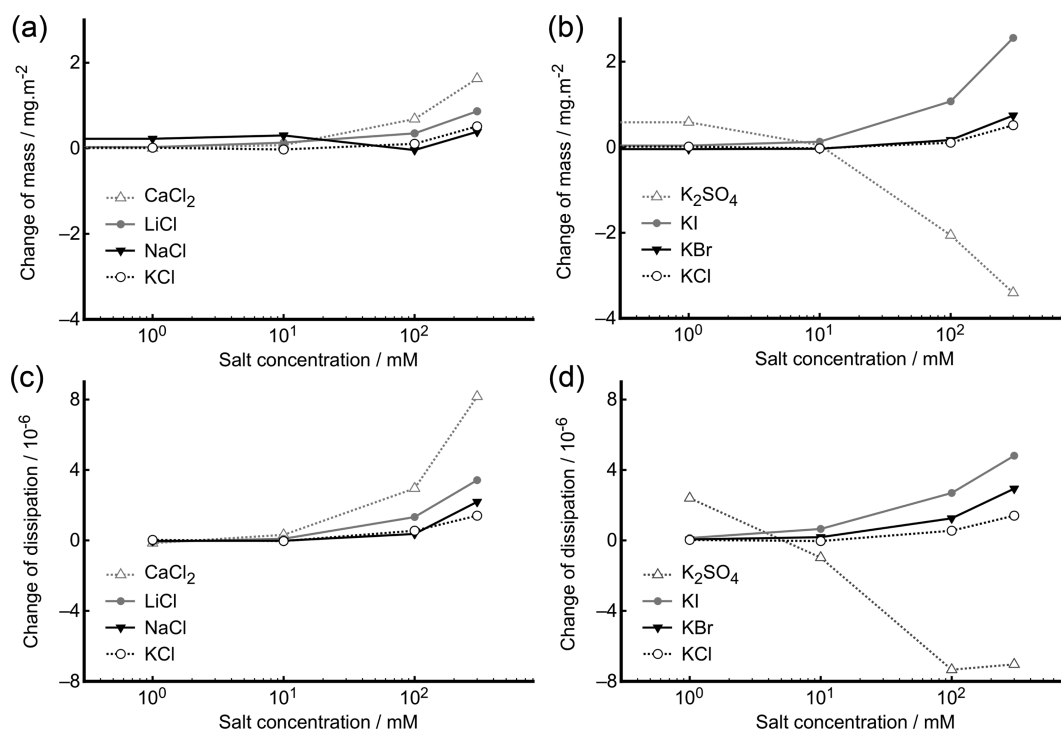 (a)
Change of mass / mg.m⁻²
2
0
–2
–4
CaCl₂
LiCl
NaCl
KCl
10⁰
10¹
10²
Salt concentration / mM
(b)
Change of mass / mg.m⁻²
2
0
–2
–4
K₂SO₄
KI
KBr
KCl
10⁰
10¹
10²
Salt concentration / mM
(c)
Change of dissipation / 10⁻⁶
8
4
0
–4
–8
CaCl₂
LiCl
NaCl
KCl
10⁰
10¹
10²
Salt concentration / mM
(d)
Change of dissipation / 10⁻⁶
8
4
0
–4
–8
K₂SO₄
KI
KBr
KCl
10⁰
10¹
10²
Salt concentration / mM